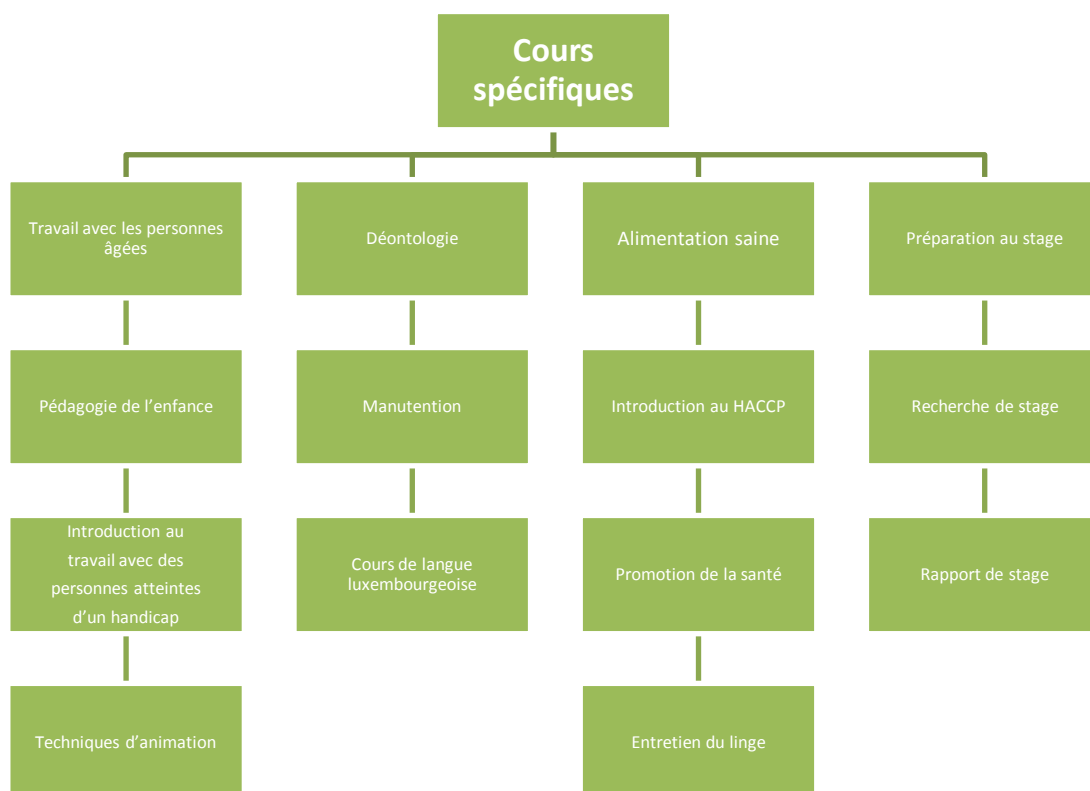 Cours
spécifiques
Travail avec les personnes
âgées
Déontologie
Alimentation saine
Préparation au stage
Pédagogie de l’enfance
Manutention
Introduction au HACCP
Recherche de stage
Introduction au
travail avec des
personnes atteintes
d’un handicap
Cours de langue
luxembourgeoise
Promotion de la santé
Rapport de stage
Techniques d’animation
Entretien du linge